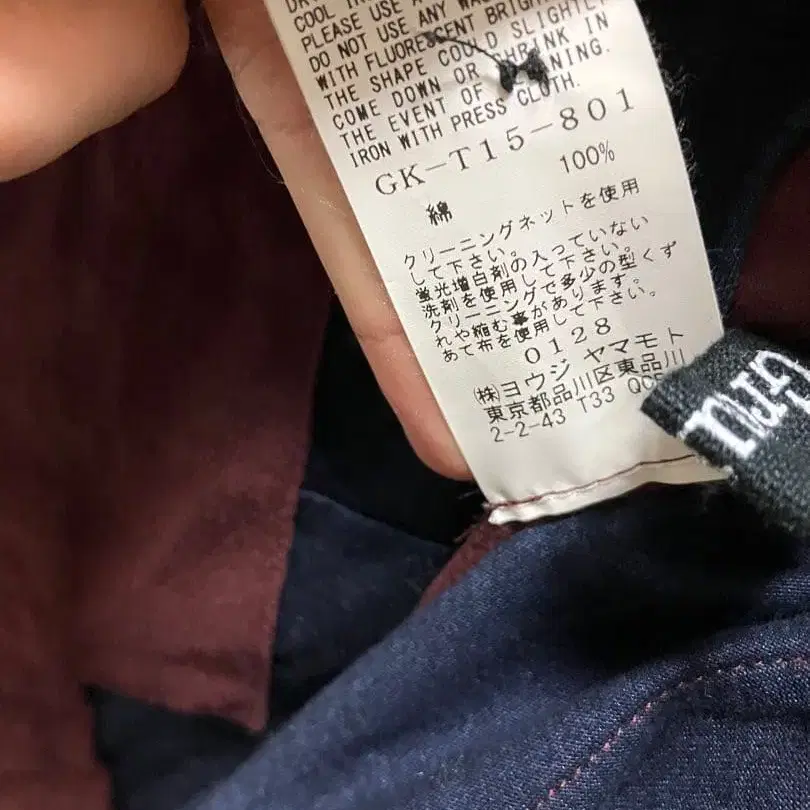 COOL
PLEASE USE A
DO NOT USE ANY
WITH FLUORESCENT
THE SHAPE COULD SLIGHTLY
COME DOWN OR SHRINK IN
THE EVENT OF CLEANING.
IRON WITH PRESS CLOTH.
GK-T15-801
綿 100%
クリーニングネットを使用
して下さい。
蛍光増白剤の入っていない
洗剤を使用して下さい。
クリーニングで多少の型くず
れや縮む事があります。
あて布を使用して下さい。
0128
㈱ヨウジ ヤマモト
東京都品川区東品川
2-2-43 T33